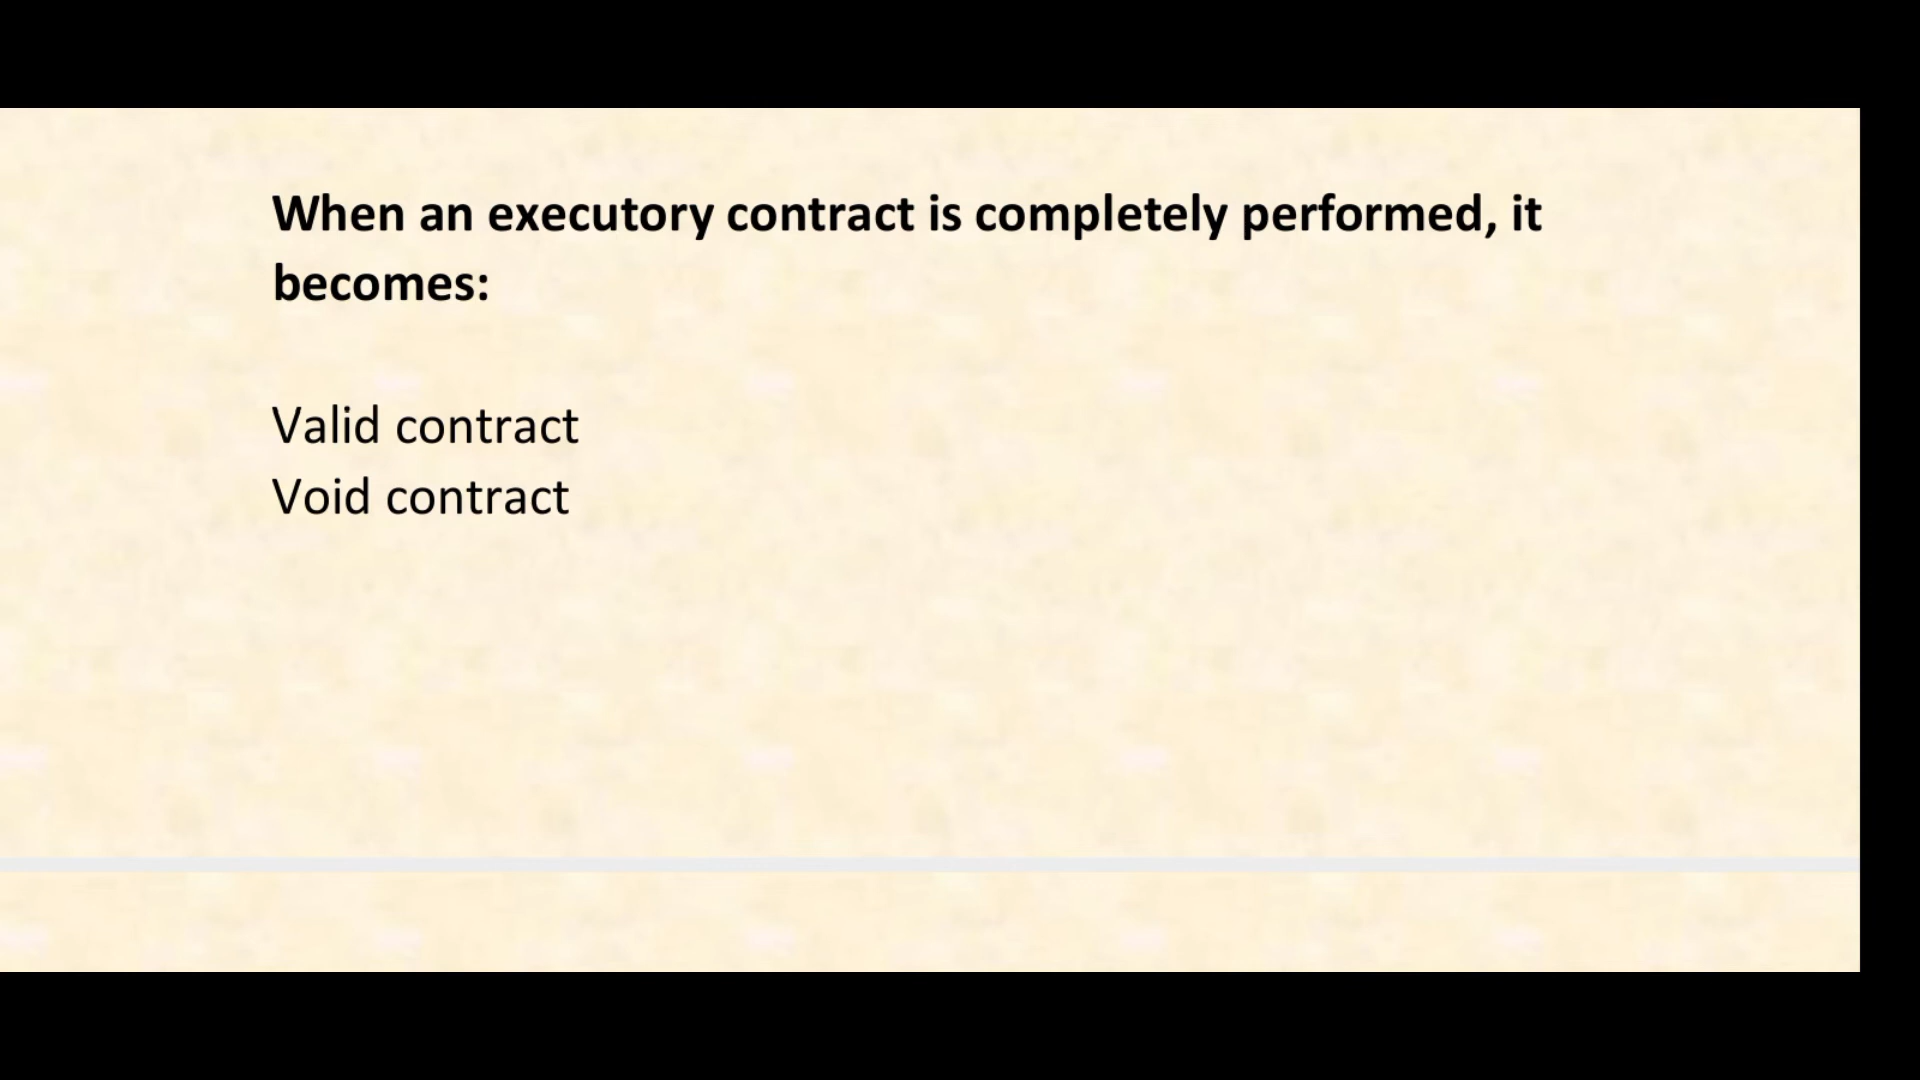 When an executory contract is completely performed, it
becomes:
Valid contract
Void contract